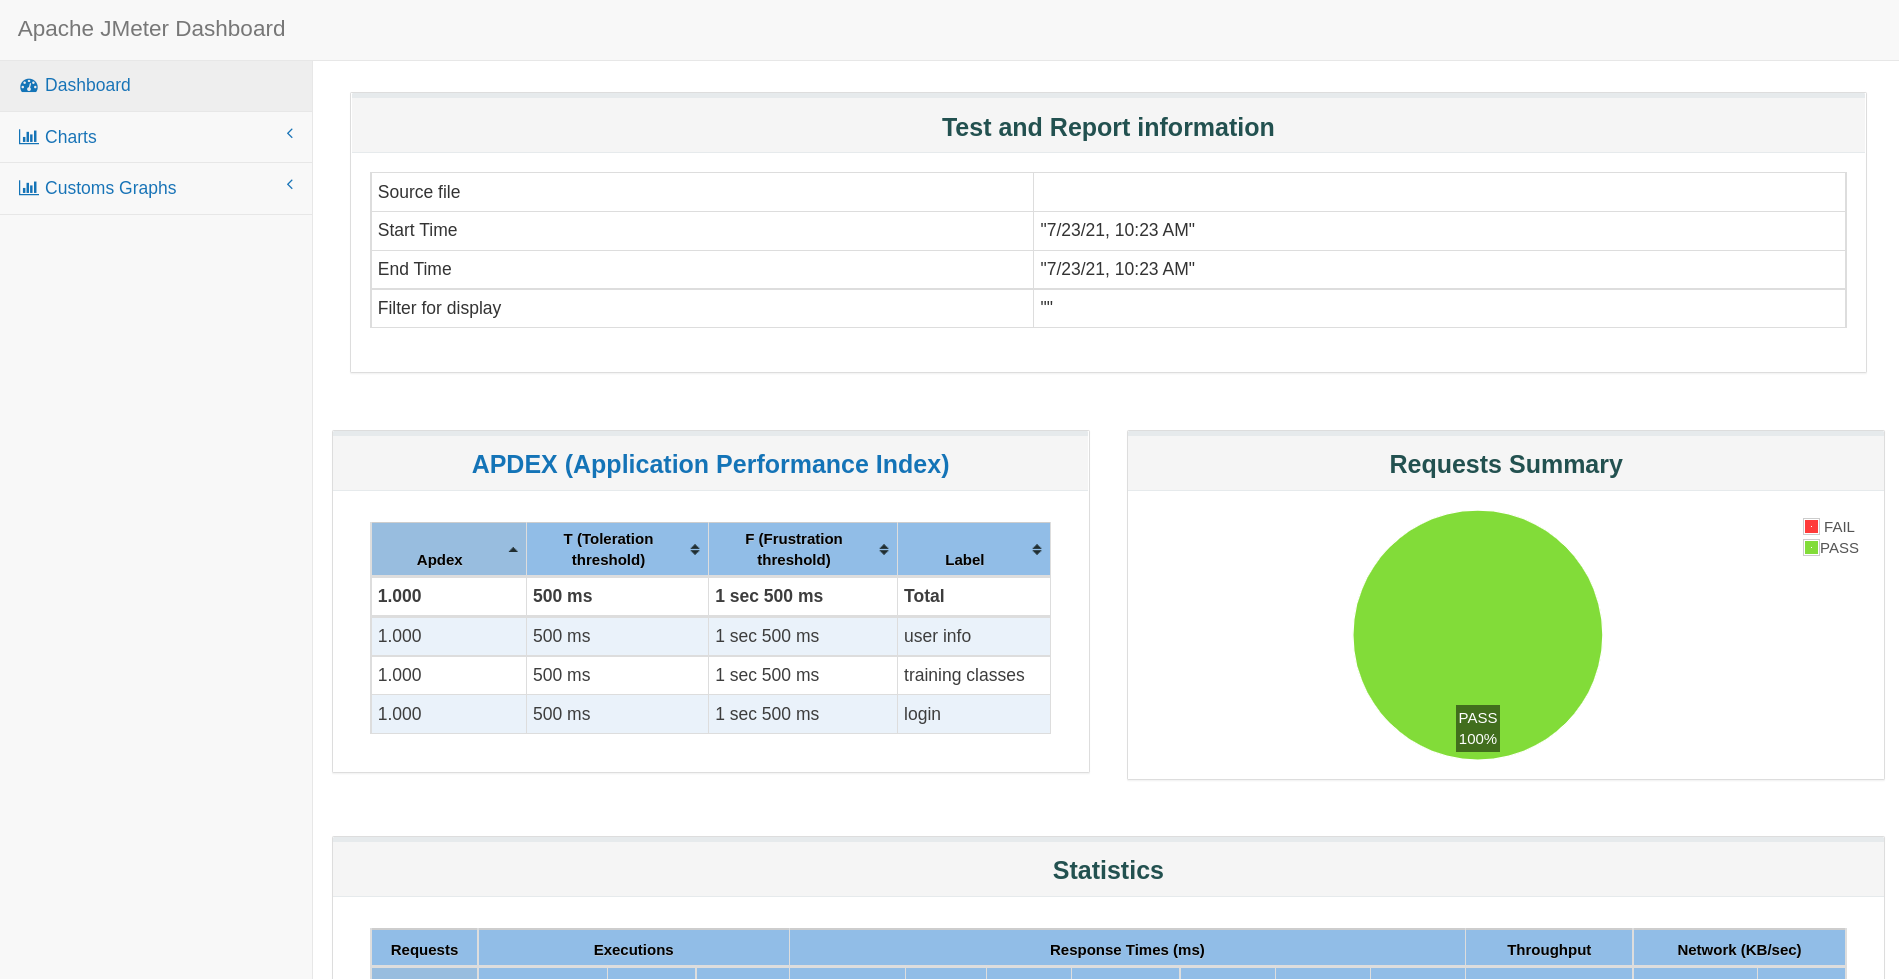 Apache JMeter Dashboard
Dashboard
Charts
Customs Graphs
Test and Report information
Source file
Start Time "7/23/21, 10:23 AM"
End Time "7/23/21, 10:23 AM"
Filter for display ""
APDEX (Application Performance Index)
Apdex T (Toleration threshold) F (Frustration threshold) Label
1.000 500 ms 1 sec 500 ms Total
1.000 500 ms 1 sec 500 ms user info
1.000 500 ms 1 sec 500 ms training classes
1.000 500 ms 1 sec 500 ms login
Requests Summary
FAIL
PASS
PASS
100%
Statistics
Requests Executions Response Times (ms) Throughput Network (KB/sec)